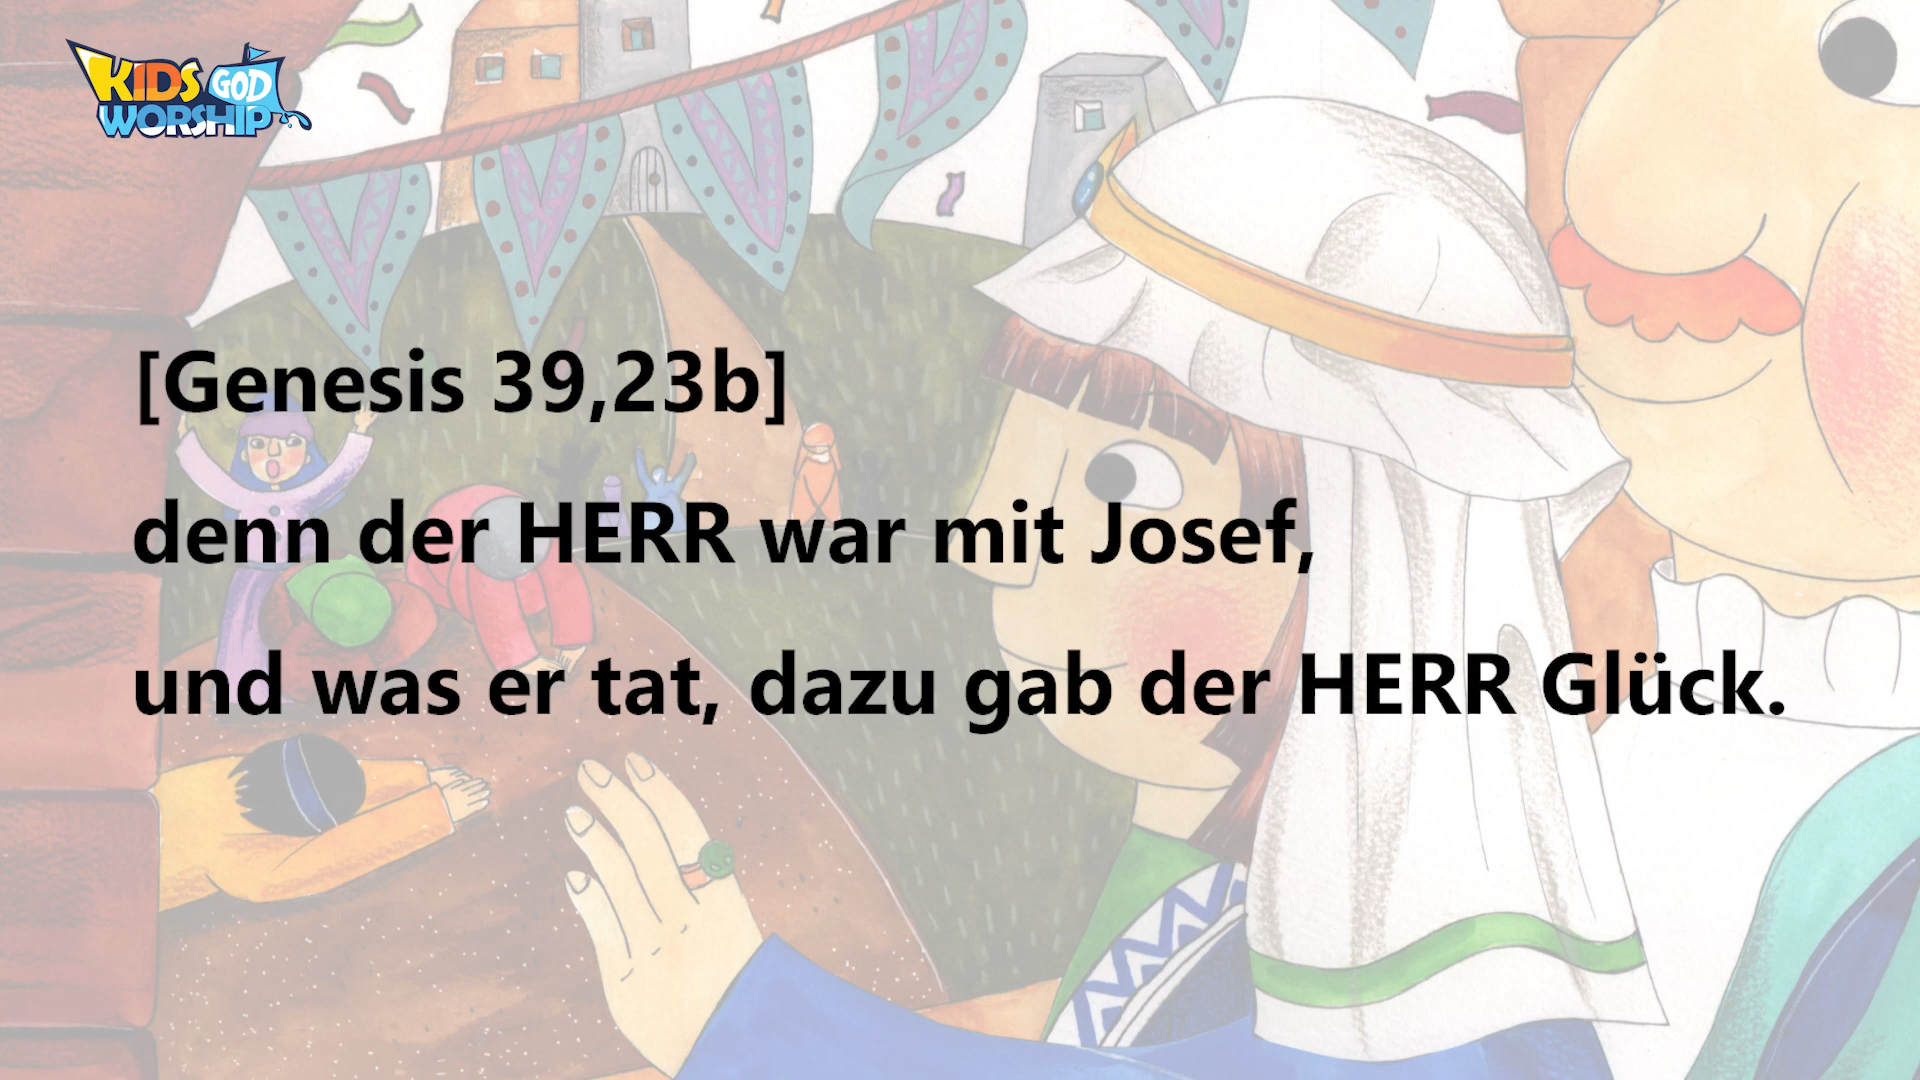 KIDS GOD
WORSHIP
[Genesis 39,23b]
denn der HERR war mit Josef,
und was er tat, dazu gab der HERR Glück.